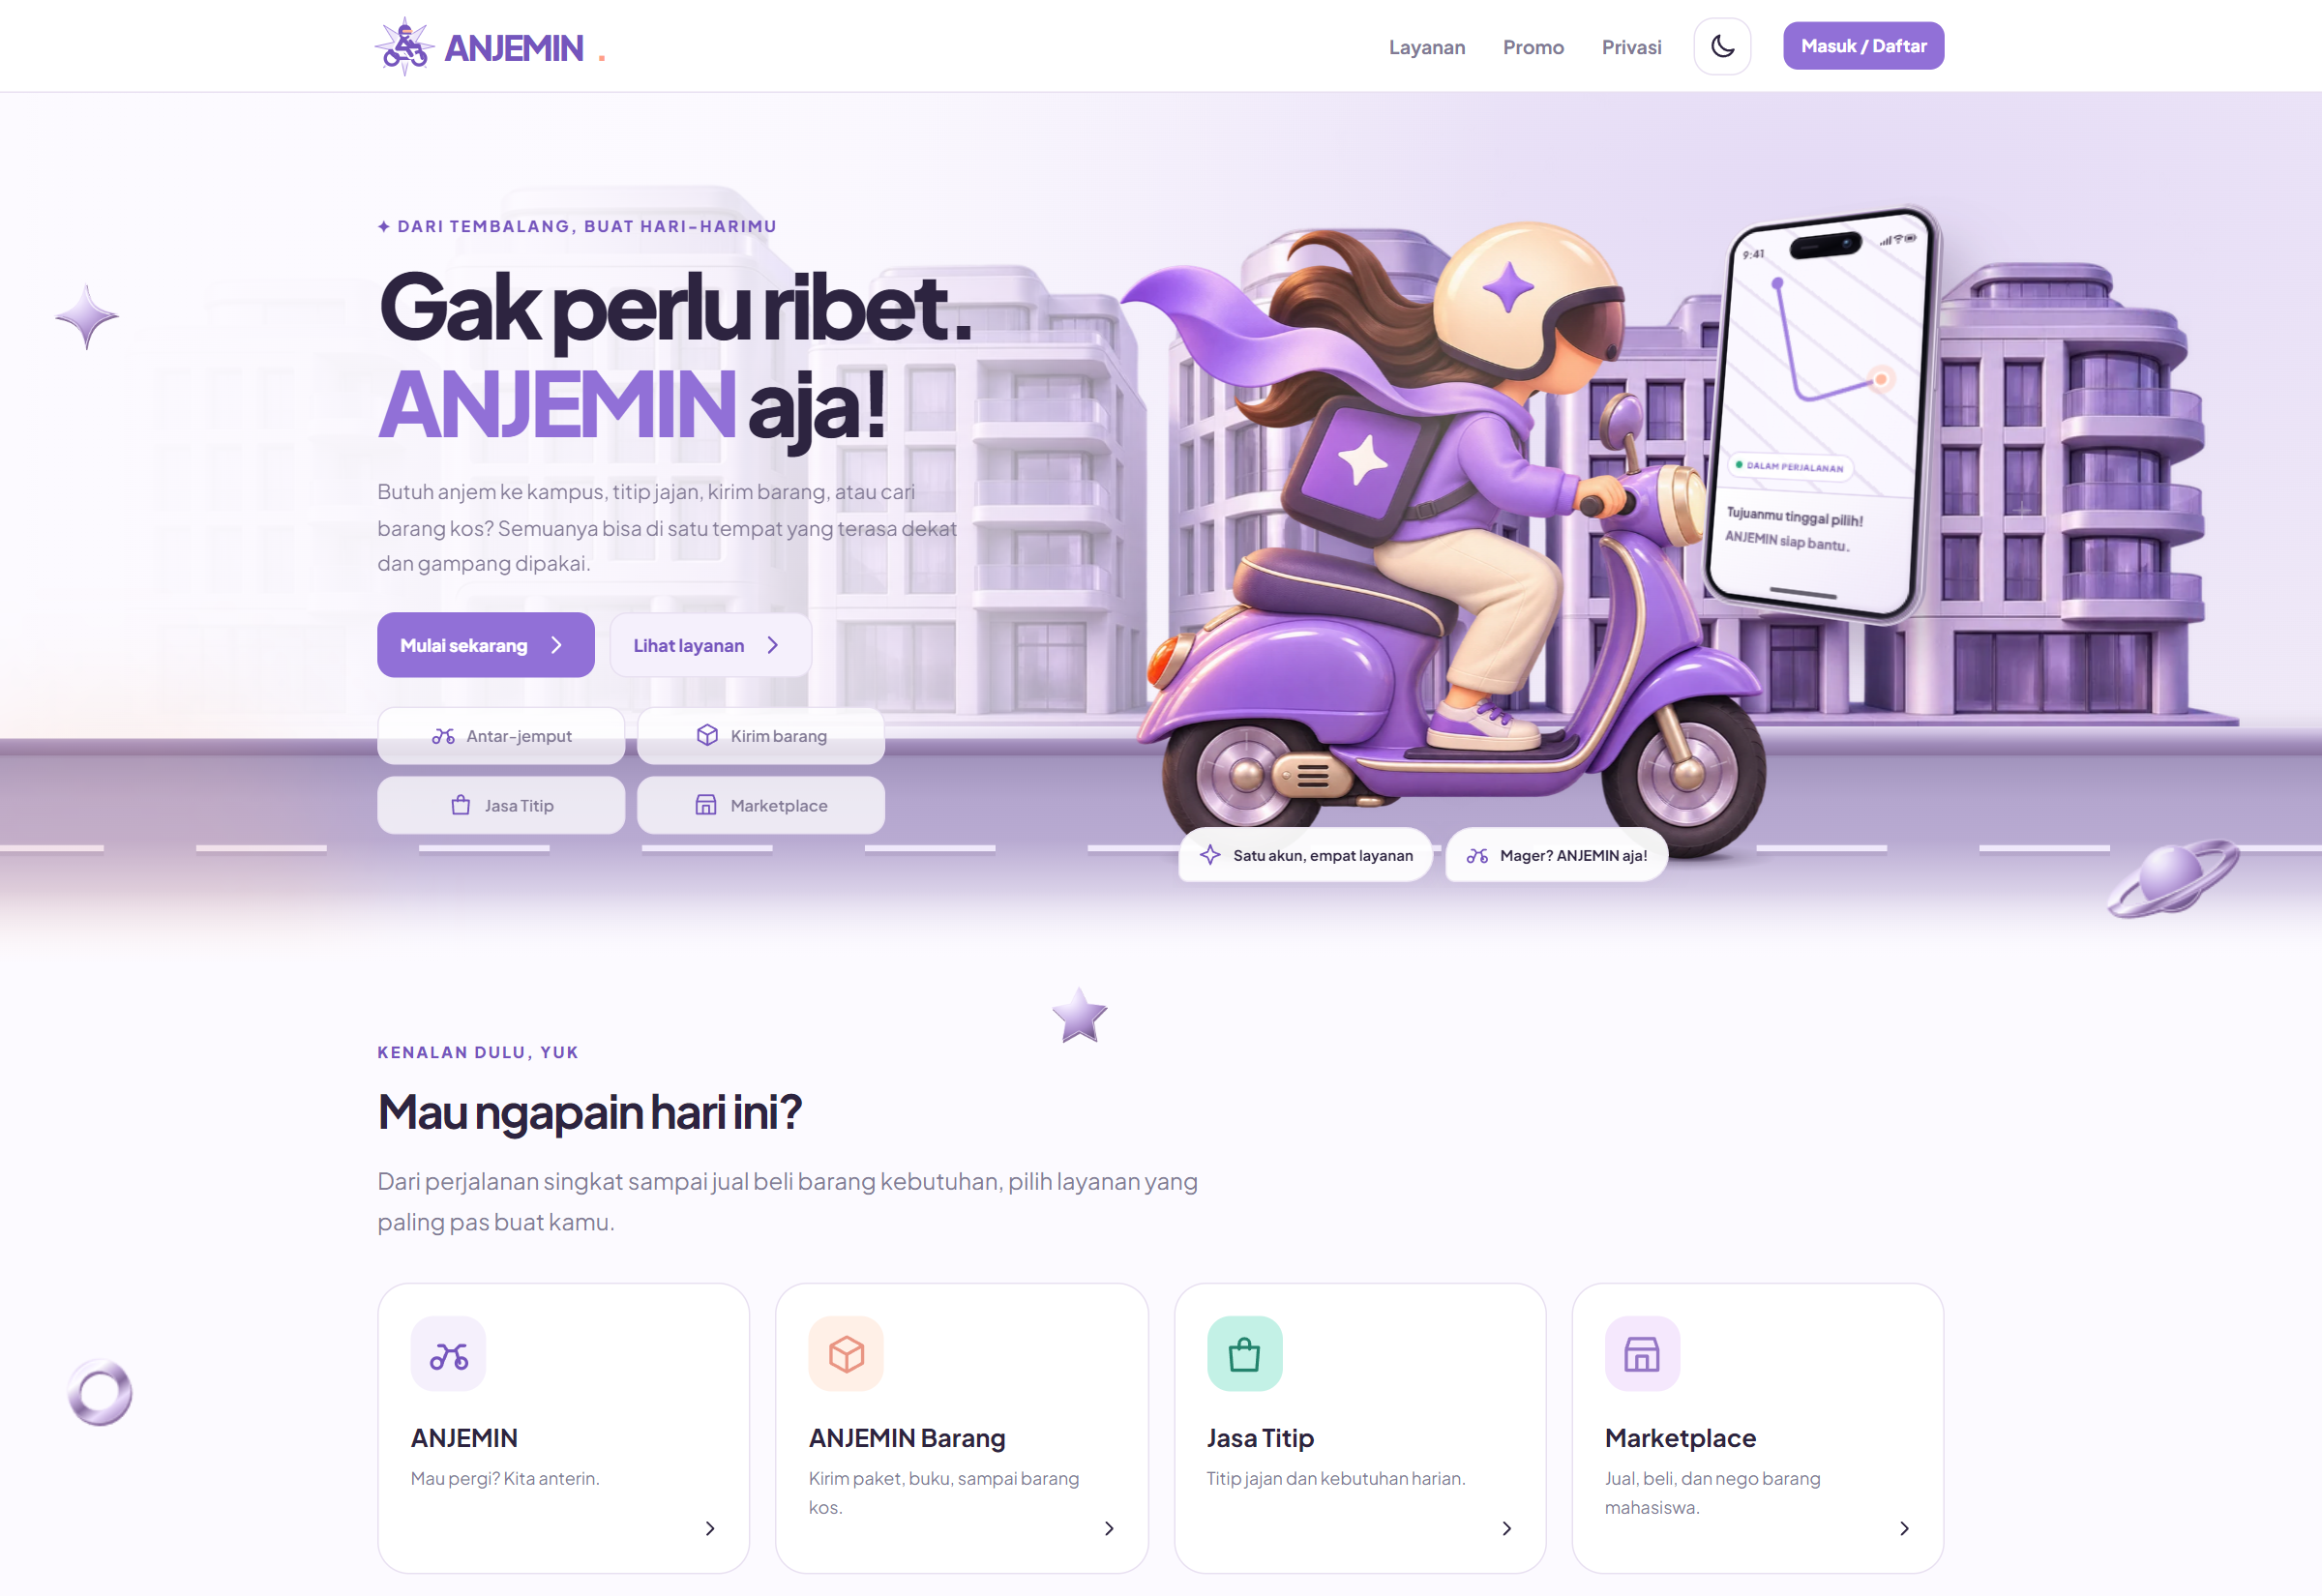 ANJEMIN .
Layanan
Promo
Privasi
Masuk / Daftar
✦ DARI TEMBALANG, BUAT HARI-HARIMU
Gak perlu ribet.
ANJEMIN aja!
Butuh anjem ke kampus, titip jajan, kirim barang, atau cari
barang kos? Semuanya bisa di satu tempat yang terasa dekat
dan gampang dipakai.
Mulai sekarang
Lihat layanan
Antar-jemput
Kirim barang
Jasa Titip
Marketplace
9:41
DALAM PERJALANAN
Tujuanmu tinggal pilih!
ANJEMIN siap bantu.
Satu akun, empat layanan
Mager? ANJEMIN aja!
KENALAN DULU, YUK
Mau ngapain hari ini?
Dari perjalanan singkat sampai jual beli barang kebutuhan, pilih layanan yang
paling pas buat kamu.
ANJEMIN
Mau pergi? Kita anterin.
ANJEMIN Barang
Kirim paket, buku, sampai barang
kos.
Jasa Titip
Titip jajan dan kebutuhan harian.
Marketplace
Jual, beli, dan nego barang
mahasiswa.